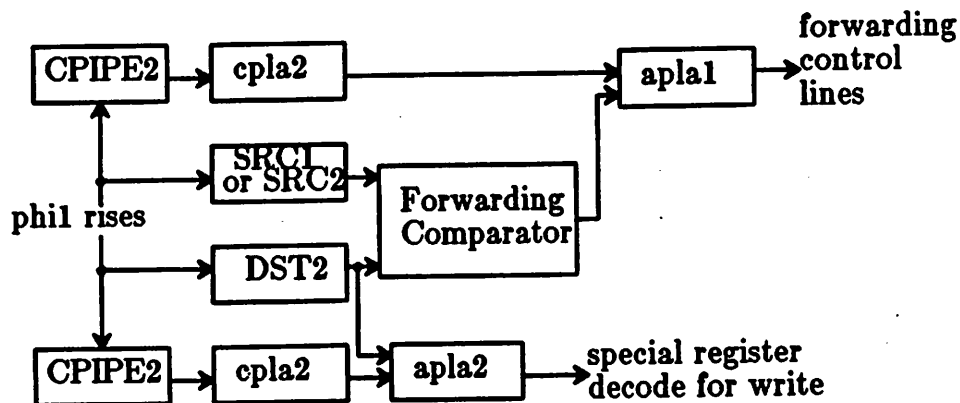 CPIPE2
cpla2
apla1
forwarding
control
lines
SRC1
or SRC2
phi1 rises
Forwarding
Comparator
DST2
CPIPE2
cpla2
apla2
special register
decode for write